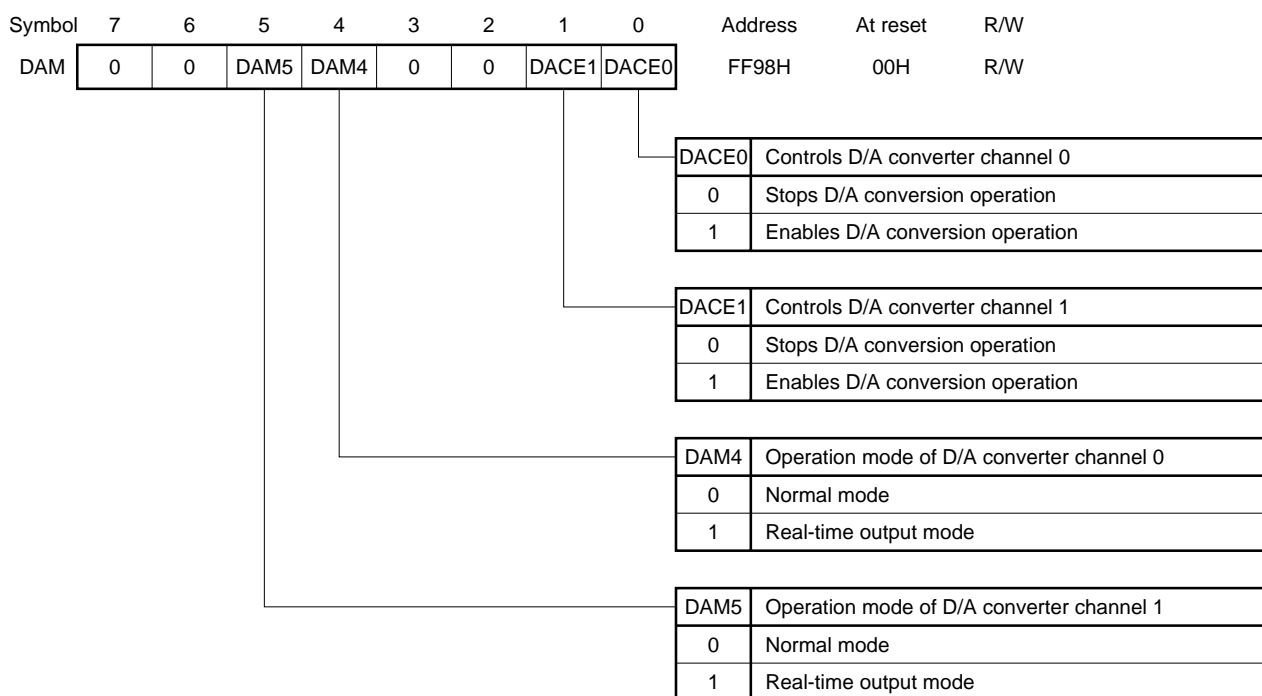 Symbol 7 6 5 4 3 2 1 0 Address At reset R/W
DAM 0 0 DAM5 DAM4 0 0 DACE1 DACE0 FF98H 00H R/W
DACE0 Controls D/A converter channel 0
0 Stops D/A conversion operation
1 Enables D/A conversion operation
DACE1 Controls D/A converter channel 1
0 Stops D/A conversion operation
1 Enables D/A conversion operation
DAM4 Operation mode of D/A converter channel 0
0 Normal mode
1 Real-time output mode
DAM5 Operation mode of D/A converter channel 1
0 Normal mode
1 Real-time output mode